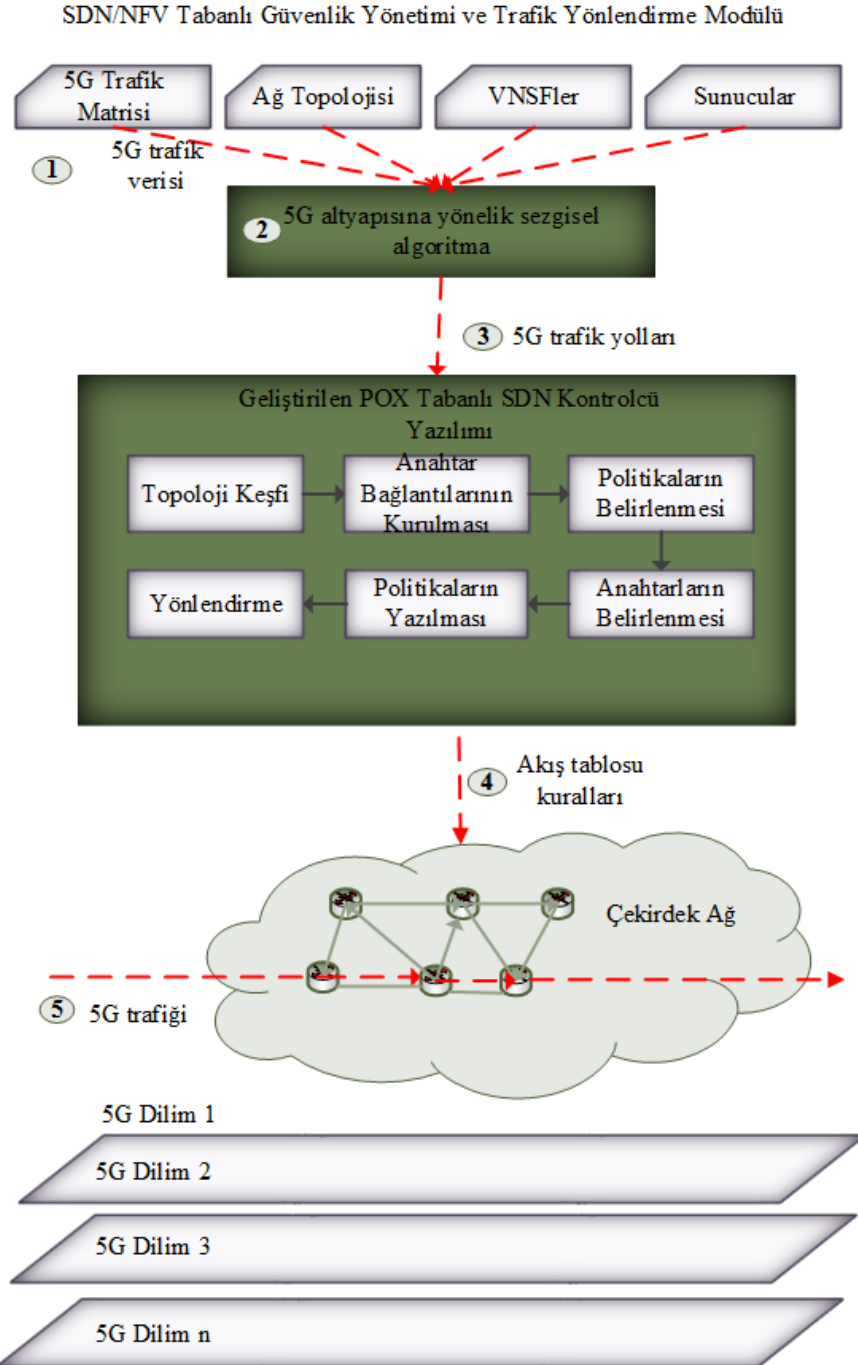 SDN/NFV Tabanlı Güvenlik Yönetimi ve Trafik Yönlendirme Modülü
5G Trafik
Matrisi
Ağ Topolojisi
VNSFler
Sunucular
1
5G trafik
verisi
2
5G altyapısına yönelik sezgisel
algoritma
3
5G trafik yolları
Geliştirilen POX Tabanlı SDN Kontrolcü
Yazılımı
Topoloji Keşfi
Anahtar
Bağlantılarının
Kurulması
Politikaların
Belirlenmesi
Yönlendirme
Politikaların
Yazılması
Anahtarların
Belirlenmesi
4
Akış tablosu
kuralları
Çekirdek Ağ
5
5G trafiği
5G Dilim 1
5G Dilim 2
5G Dilim 3
5G Dilim n